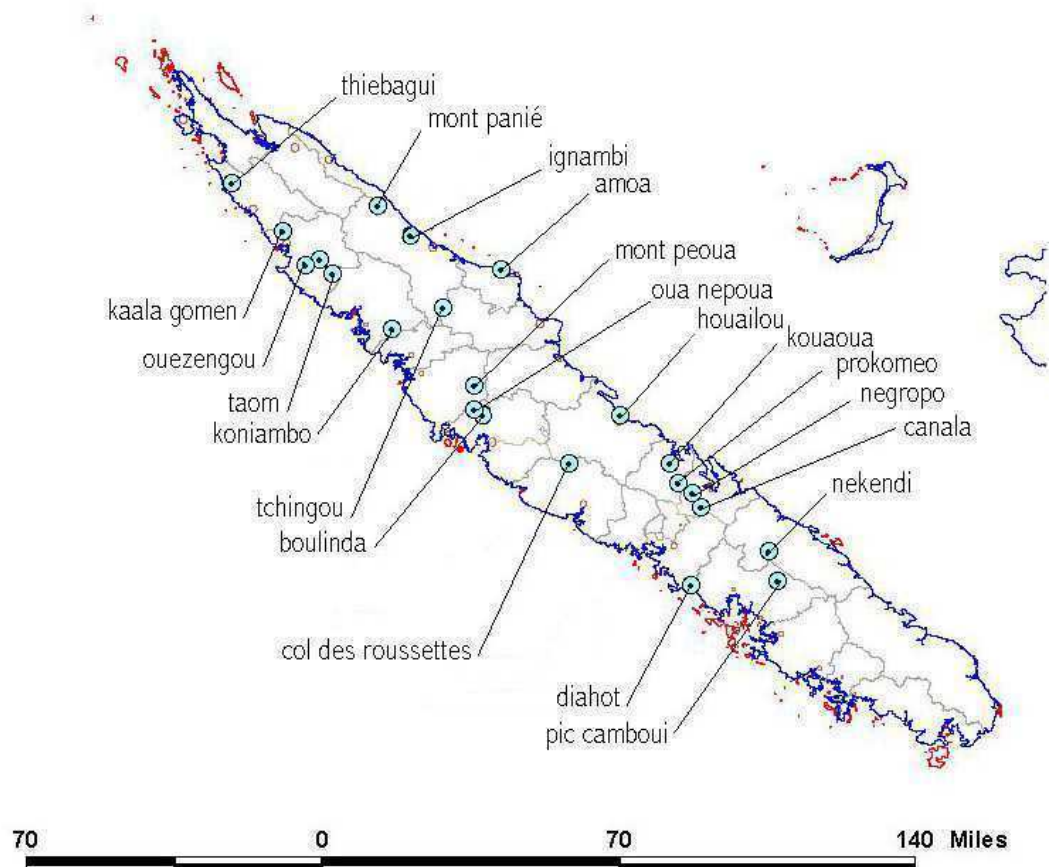 thiebagui
mont panié
ignambi
amoa
mont peoua
oua nepoua
houailou
kouaoua
prokomeo
negropo
canala
nekendi
kaala gomen
ouezengou
taom
koniambo
tchingou
boulinda
col des roussettes
diahot
pic camboui
70 0 70 140 Miles